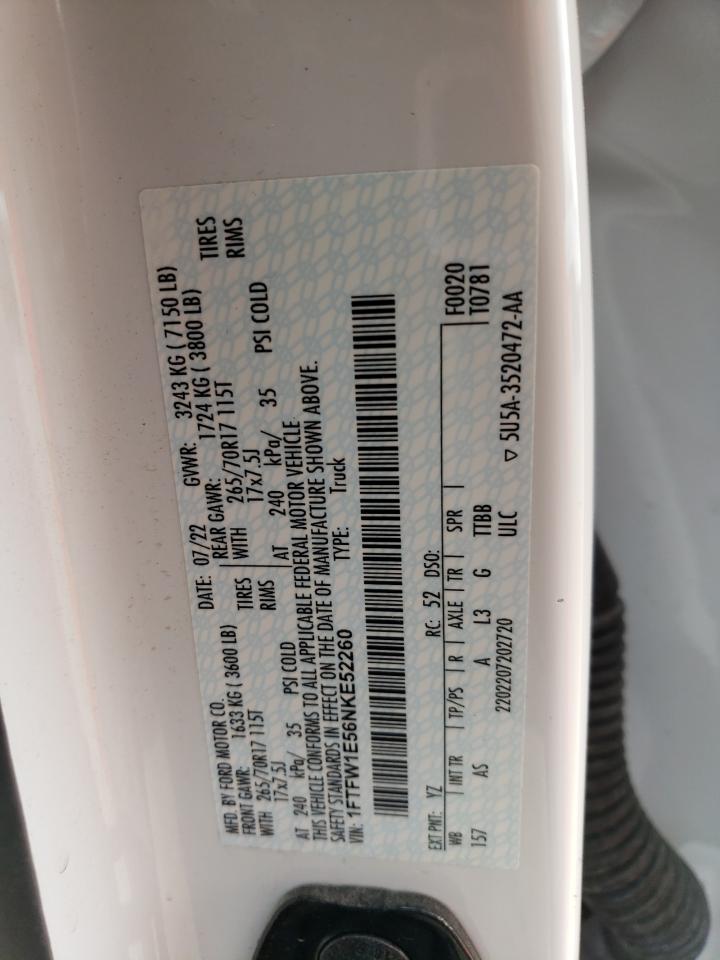 MFD. BY FORD MOTOR CO. DATE: 07/22 GVWR: 3243 KG ( 7150 LB)
FRONT GAWR: 1633 KG ( 3600 LB) REAR GAWR: 1724 KG ( 3800 LB)
WITH 265/70R17 115T TIRES WITH 265/70R17 115T TIRES
17x7.5J RIMS 17x7.5J RIMS
AT 240 kPa/ 35 PSI COLD AT 240 kPa/ 35 PSI COLD
THIS VEHICLE CONFORMS TO ALL APPLICABLE FEDERAL MOTOR VEHICLE
SAFETY STANDARDS IN EFFECT ON THE DATE OF MANUFACTURE SHOWN ABOVE.
VIN: 1FTFW1E56NKE52260 TYPE: Truck
EXT PNT: YZ RC: 52 DSO: F0020
WB INT TR TP/PS R AXLE TR SPR T0781
157 AS A L3 G TTBB
2202207202720 ULC ▽ 5U5A-3520472-AA